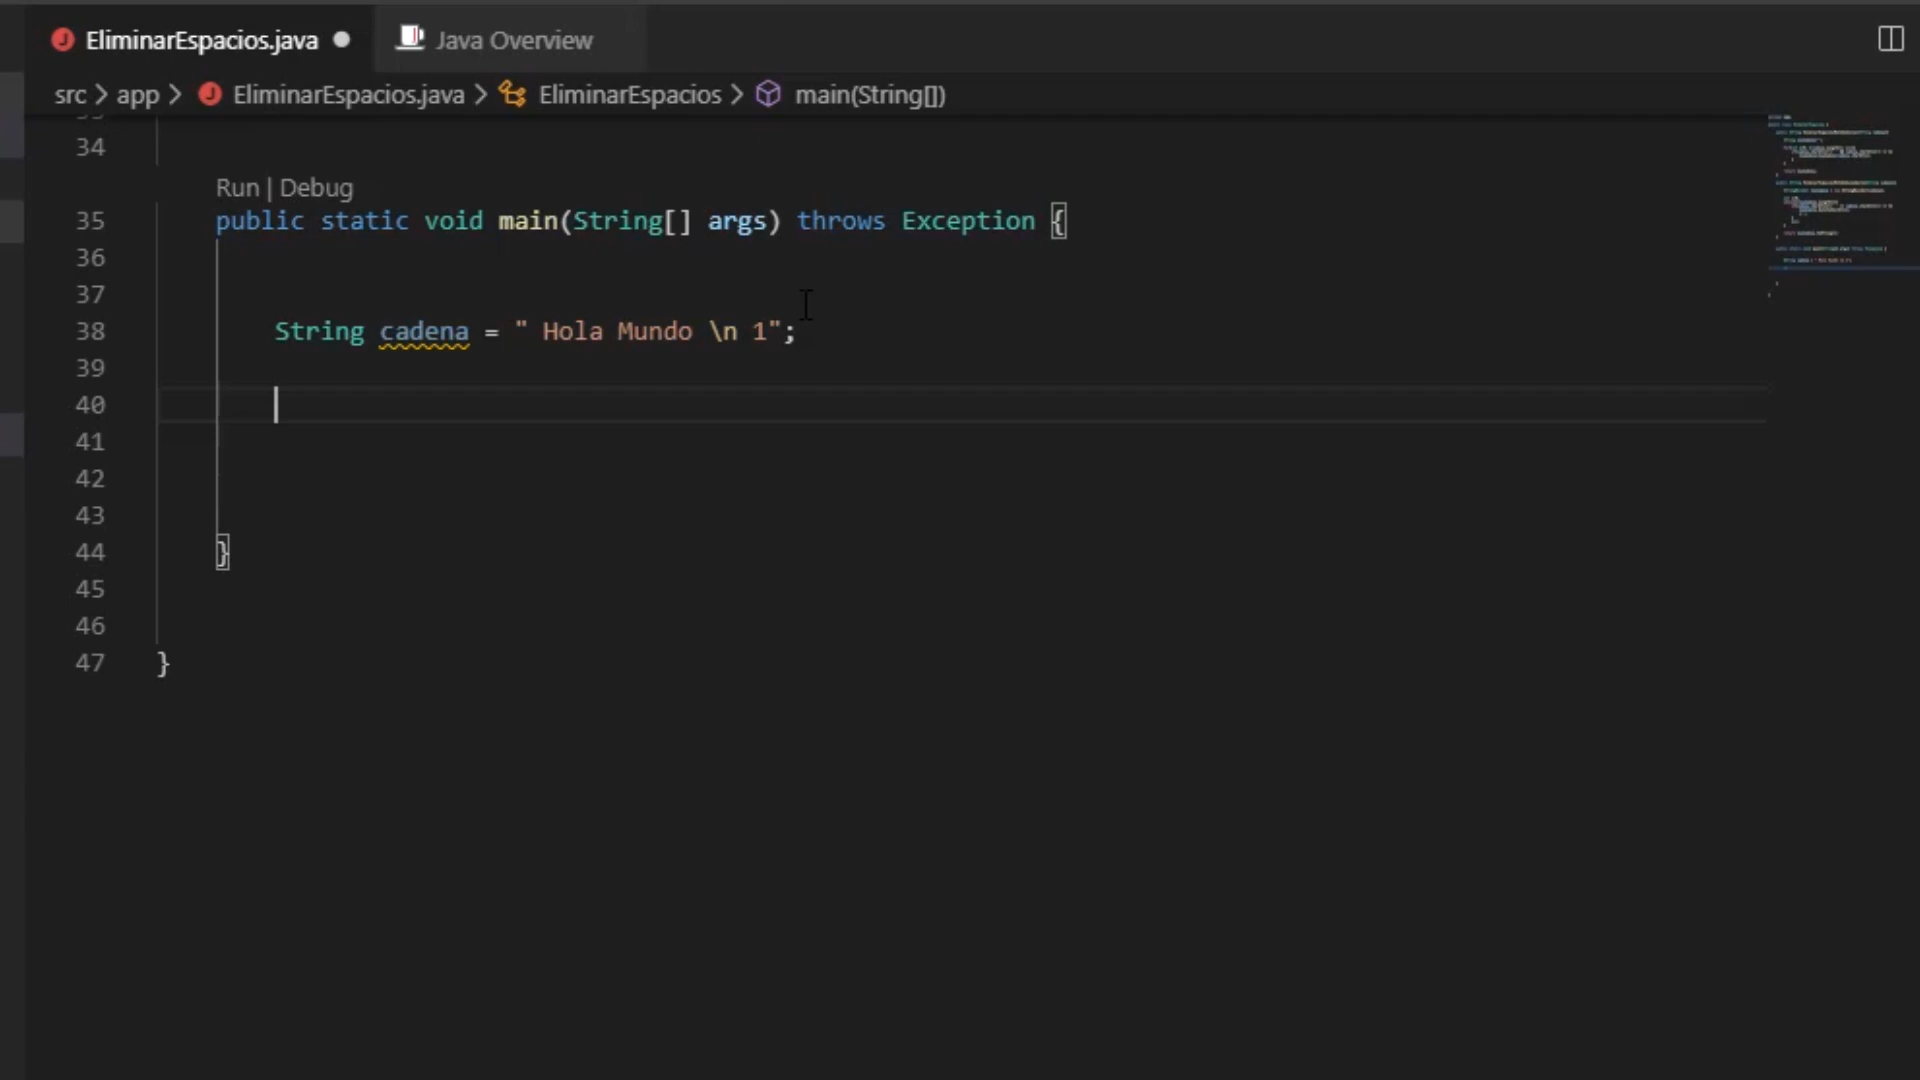 EliminarEspacios.java
Java Overview
src > app > EliminarEspacios.java > EliminarEspacios > main(String[])
34
Run | Debug
35 public static void main(String[] args) throws Exception {
36
37
38 String cadena = " Hola Mundo \n 1";
39
40
41
42
43
44 }
45
46
47 }